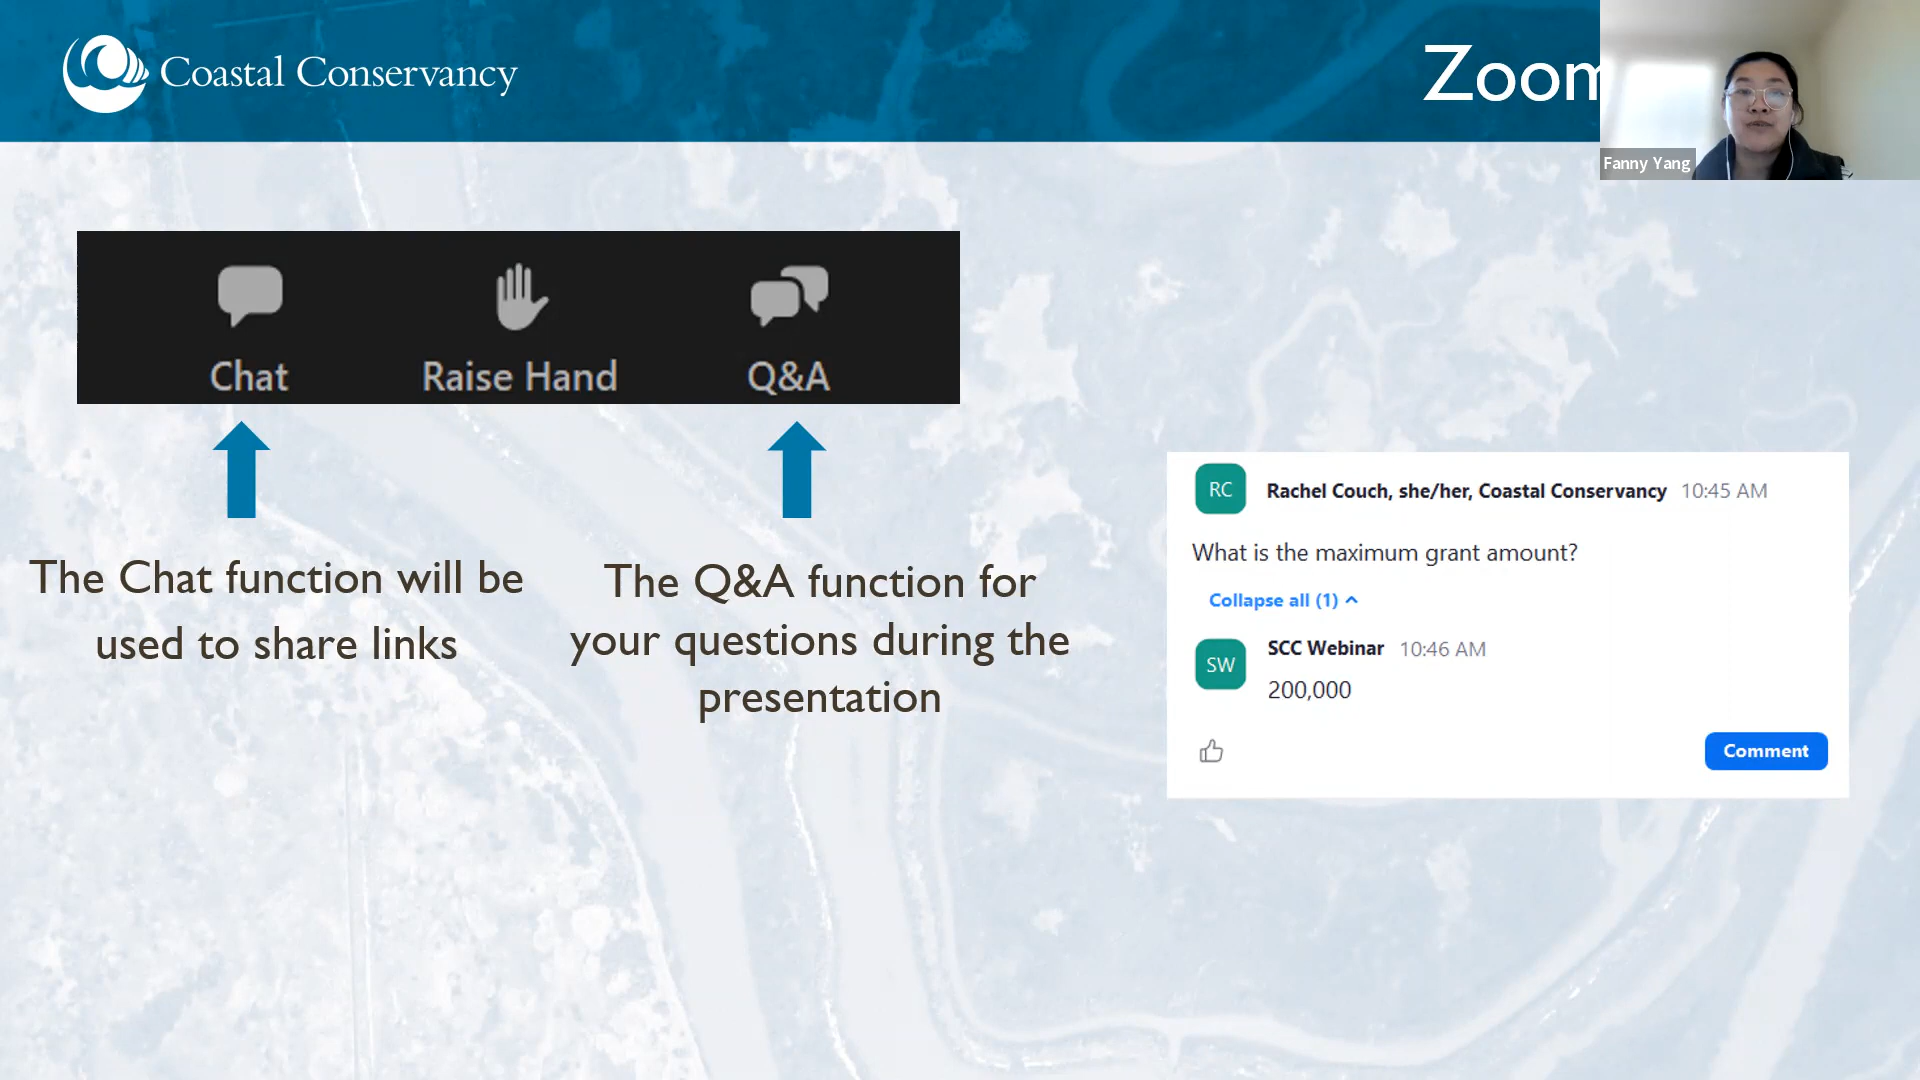 Coastal Conservancy
Zoom
Fanny Yang
Chat
Raise Hand
Q&A
The Chat function will be
used to share links
The Q&A function for
your questions during the
presentation
RC
Rachel Couch, she/her, Coastal Conservancy 10:45 AM
What is the maximum grant amount?
Collapse all (1)
SW
SCC Webinar 10:46 AM
200,000
Comment